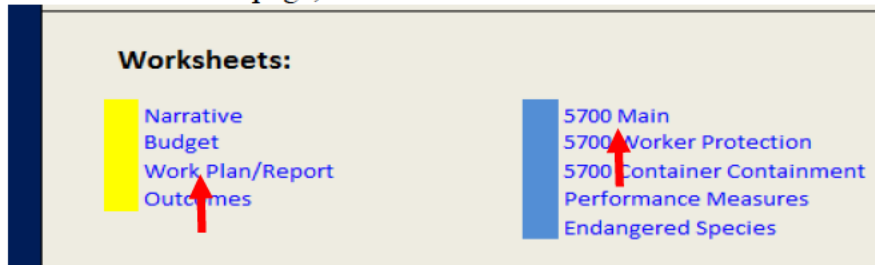 Worksheets:
Narrative
Budget
Work Plan/Report
Outcomes
5700 Main
5700 Worker Protection
5700 Container Containment
Performance Measures
Endangered Species